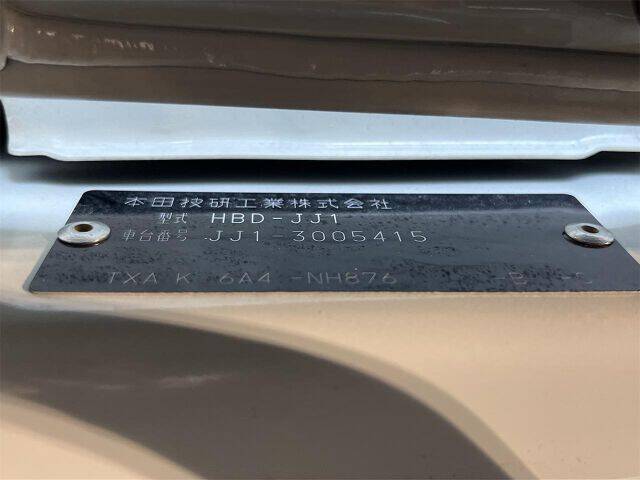 本田技研工業株式会社
型式 HBD-JJ1
車台番号 JJ1-3005415
TXA K 6A4 -NH876 -B